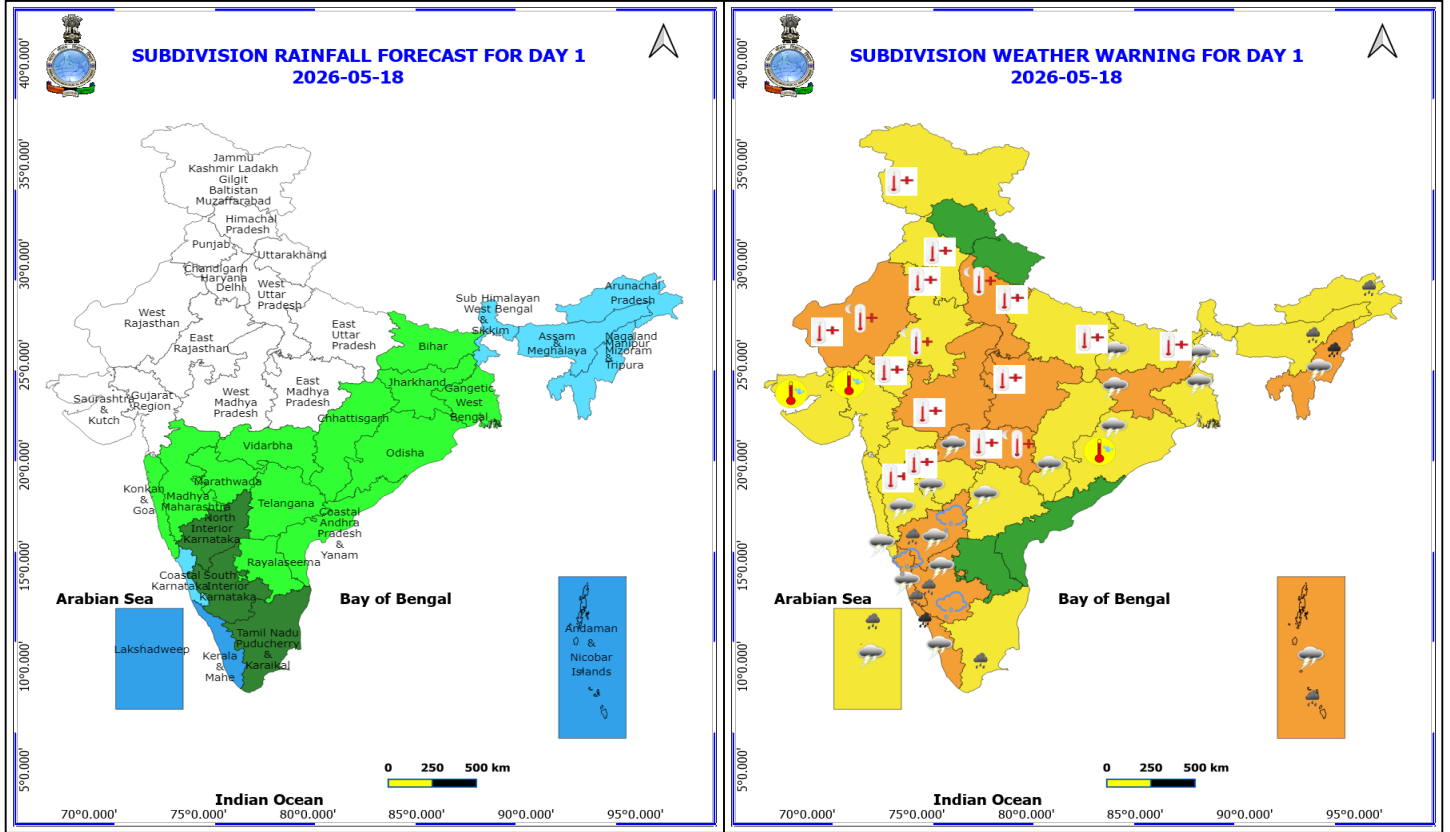 SUBDIVISION RAINFALL FORECAST FOR DAY 1
2026-05-18
40°0.000'
35°0.000'
30°0.000'
25°0.000'
20°0.000'
15°0.000'
10°0.000'
5°0.000'
Jammu
Kashmir Ladakh
Gilgit
Baltistan
Muzaffarabad
Himachal
Pradesh
Punjab
Uttarakhand
Chandigarh
Haryana
Delhi
West
Uttar
Pradesh
West
Rajasthan
East
Rajasthan
East
Uttar
Pradesh
Sub Himalayan
West Bengal
&
Sikkim
Arunachal
Pradesh
Assam
&
Meghalaya
Nagaland
Manipur
Mizoram
&
Tripura
Bihar
Jharkhand
Gangetic
West
Bengal
Saurashtra
&
Kutch
Gujarat
Region
West
Madhya
Pradesh
East
Madhya
Pradesh
Chhattisgarh
Vidarbha
Odisha
Konkan
&
Goa
Marathwada
Madhya
Maharashtra
Telangana
North
Interior
Karnataka
Coastal
Andhra
Pradesh
&
Yanam
Rayalaseema
Coastal
Karnataka
South
Interior
Karnataka
Arabian Sea
Bay of Bengal
Lakshadweep
Kerala
&
Mahe
Tamil Nadu
Puducherry
&
Karaikal
Andaman
&
Nicobar
Islands
0 250 500 km
Indian Ocean
70°0.000' 75°0.000' 80°0.000' 85°0.000' 90°0.000' 95°0.000'
SUBDIVISION WEATHER WARNING FOR DAY 1
2026-05-18
40°0.000'
35°0.000'
30°0.000'
25°0.000'
20°0.000'
15°0.000'
10°0.000'
5°0.000'
Arabian Sea
Bay of Bengal
0 250 500 km
Indian Ocean
70°0.000' 75°0.000' 80°0.000' 85°0.000' 90°0.000' 95°0.000'